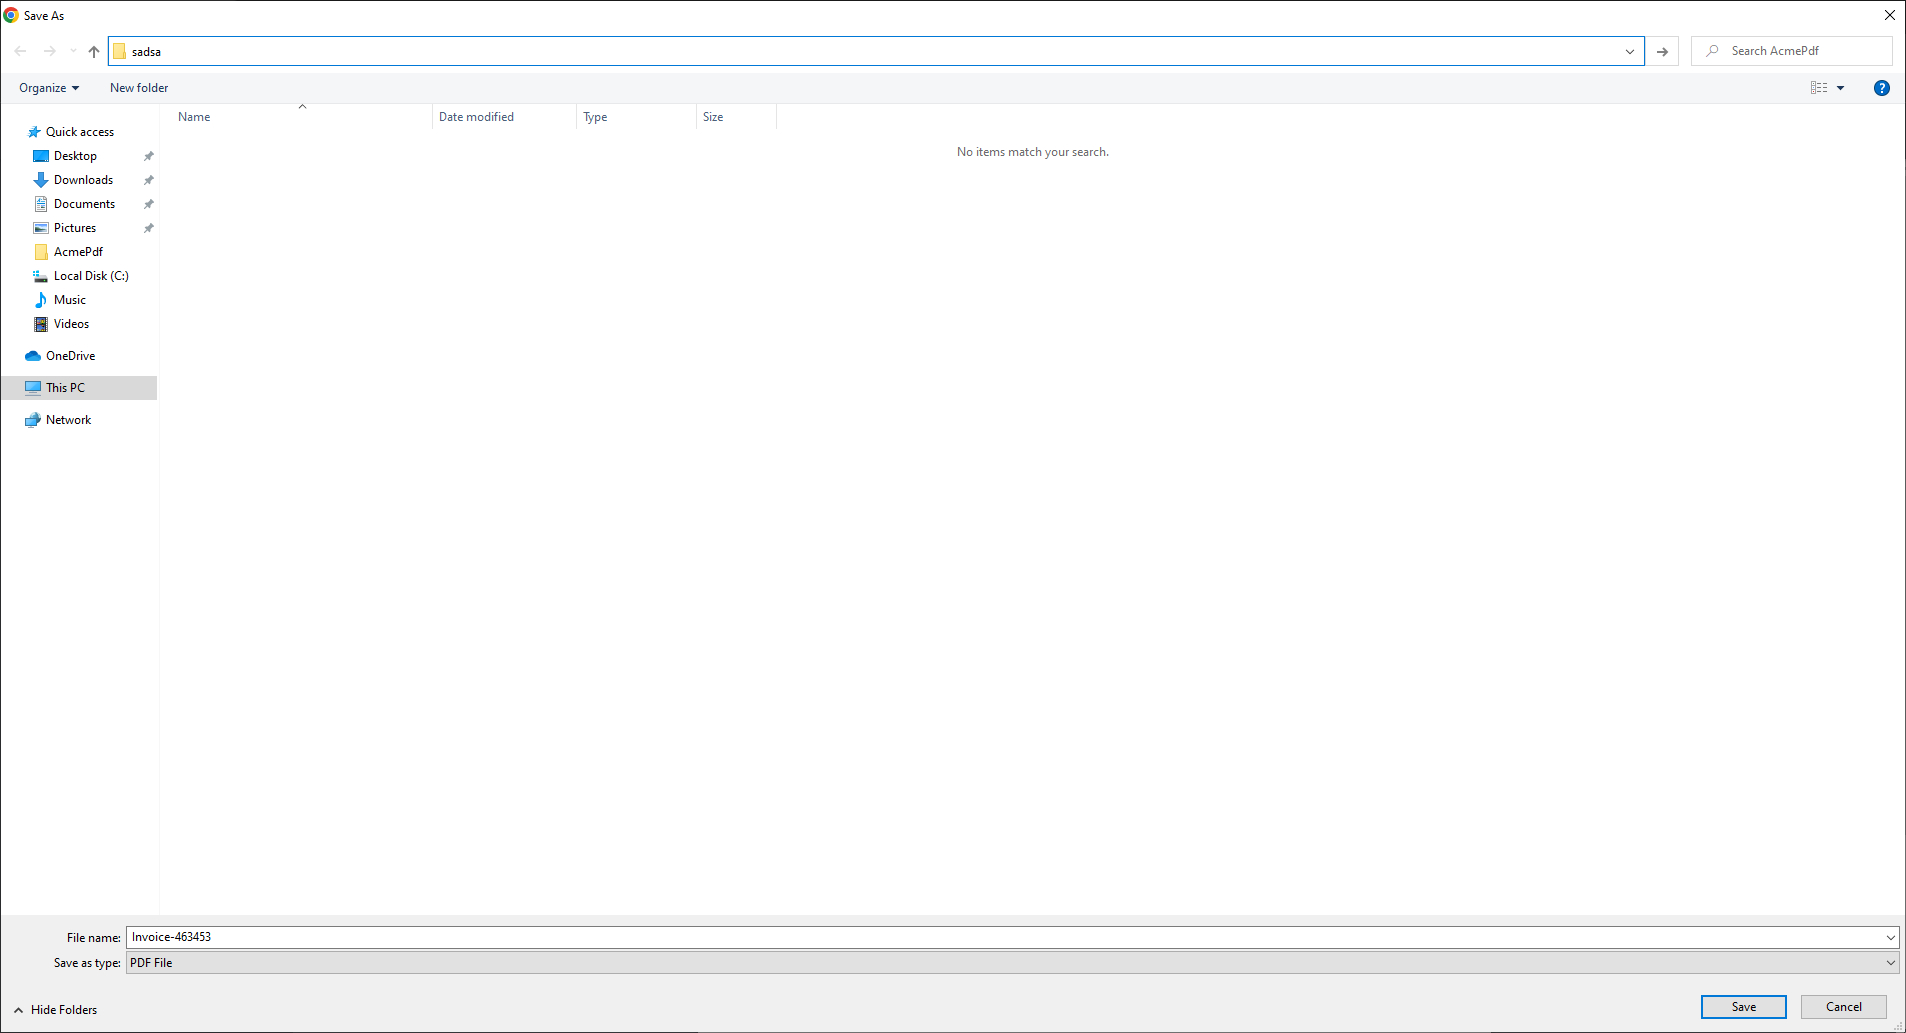 Save As
sadsa
Search AcmePdf
Organize
New folder
?
Name
Date modified
Type
Size
No items match your search.
Quick access
Desktop
Downloads
Documents
Pictures
AcmePdf
Local Disk (C:)
Music
Videos
OneDrive
This PC
Network
File name: Invoice-463453
Save as type: PDF File
Hide Folders
Save
Cancel